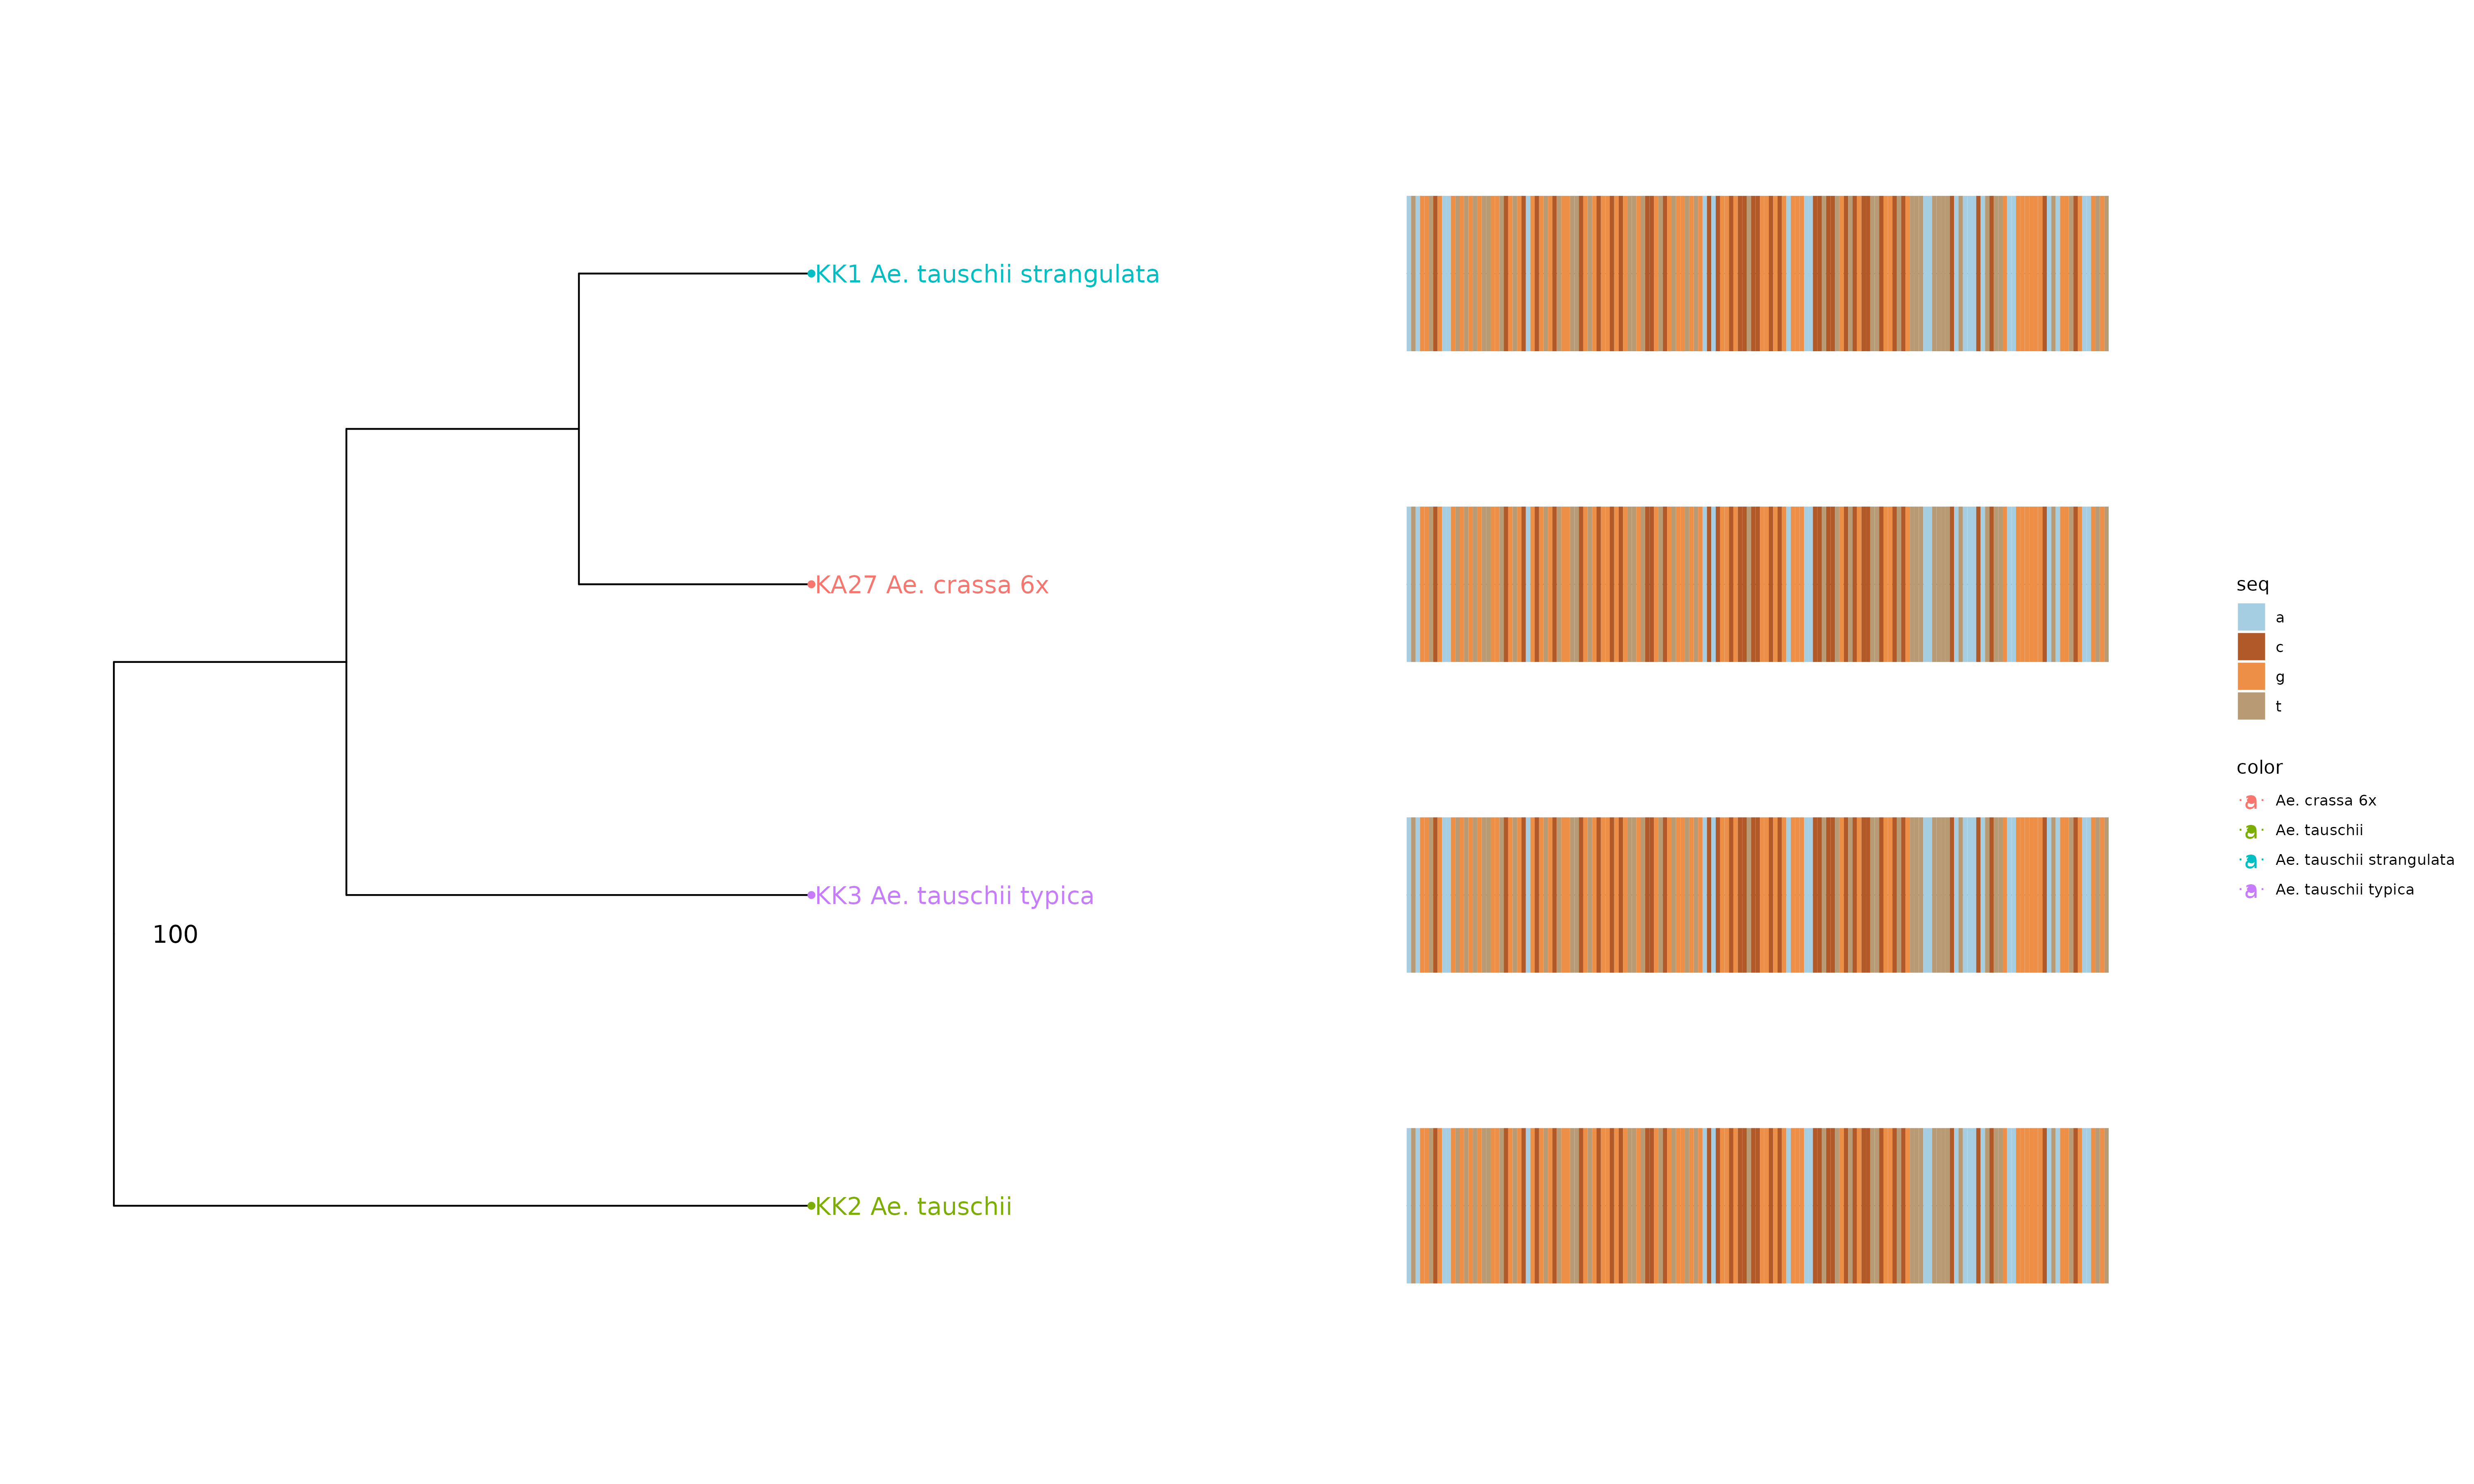 KK1 Ae. tauschii strangulata
KA27 Ae. crassa 6x
KK3 Ae. tauschii typica
100
KK2 Ae. tauschii
seq
a
c
g
t
color
a Ae. crassa 6x
a Ae. tauschii
a Ae. tauschii strangulata
a Ae. tauschii typica